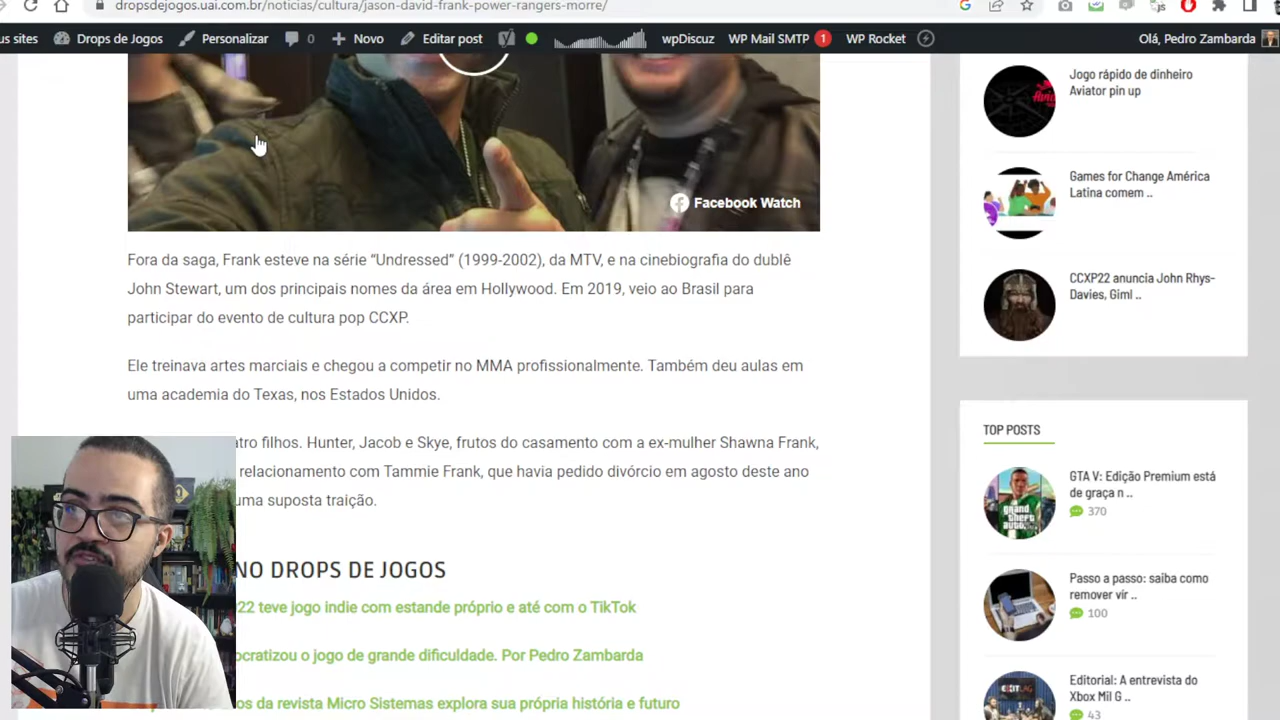 dropsdejogos.uai.com.br/noticias/cultura/jason-david-frank-power-rangers-morre/
us sites Drops de Jogos Personalizar 0 Novo Editar post wpDiscuz WP Mail SMTP 1 WP Rocket Olá, Pedro Zambarda
Facebook Watch
Fora da saga, Frank esteve na série “Undressed” (1999-2002), da MTV, e na cinebiografia do dublê
John Stewart, um dos principais nomes da área em Hollywood. Em 2019, veio ao Brasil para
participar do evento de cultura pop CCXP.
Ele treinava artes marciais e chegou a competir no MMA profissionalmente. Também deu aulas em
uma academia do Texas, nos Estados Unidos.
tro filhos. Hunter, Jacob e Skye, frutos do casamento com a ex-mulher Shawna Frank,
relacionamento com Tammie Frank, que havia pedido divórcio em agosto deste ano
uma suposta traição.
NO DROPS DE JOGOS
22 teve jogo indie com estande próprio e até com o TikTok
ocratizou o jogo de grande dificuldade. Por Pedro Zambarda
os da revista Micro Sistemas explora sua própria história e futuro
Jogo rápido de dinheiro
Aviator pin up
Games for Change América
Latina comem ..
CCXP22 anuncia John Rhys-
Davies, Giml ..
TOP POSTS
GTA V: Edição Premium está
de graça n ..
370
Passo a passo: saiba como
remover vir ..
100
Editorial: A entrevista do
Xbox Mil G ..
43
grand
theft
auto